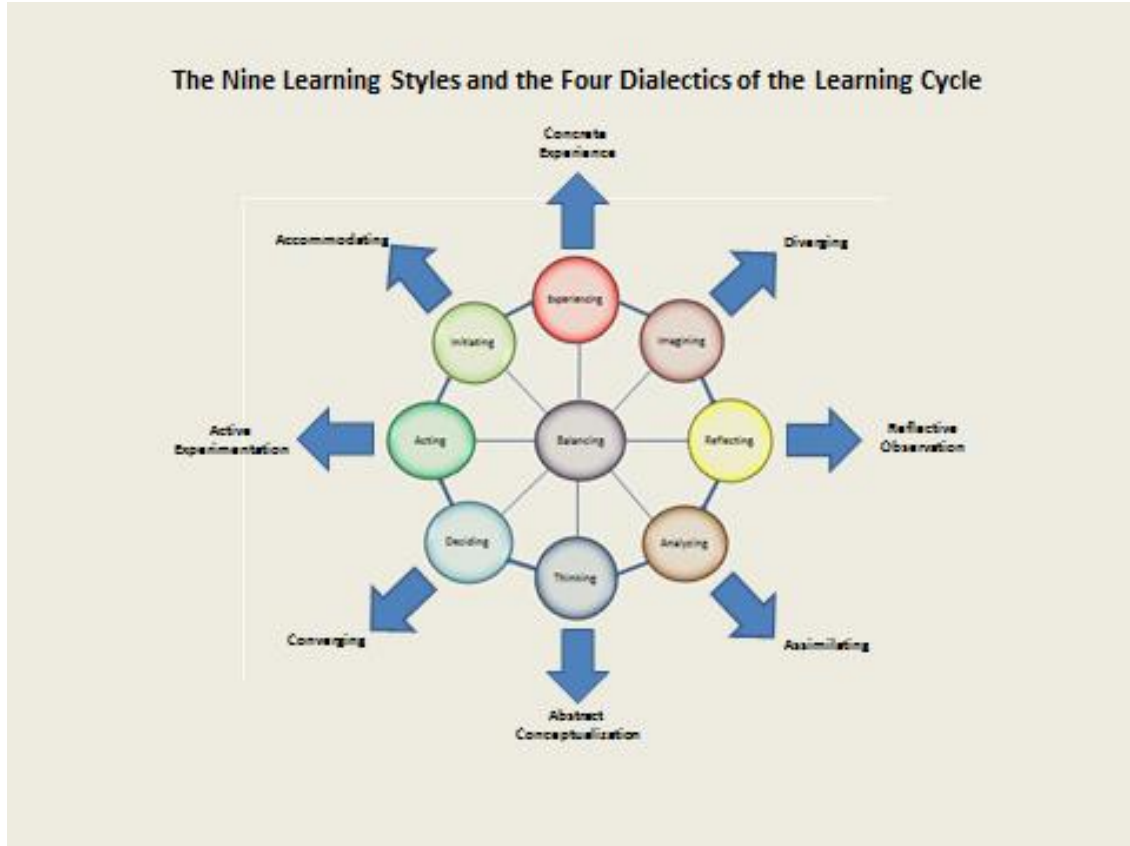 The Nine Learning Styles and the Four Dialectics of the Learning Cycle
Concrete
Experience
Accommodating
Diverging
Experiencing
Initiating
Imagining
Active
Experimentation
Acting
Balancing
Reflecting
Reflective
Observation
Deciding
Analyzing
Thinking
Converging
Assimilating
Abstract
Conceptualization